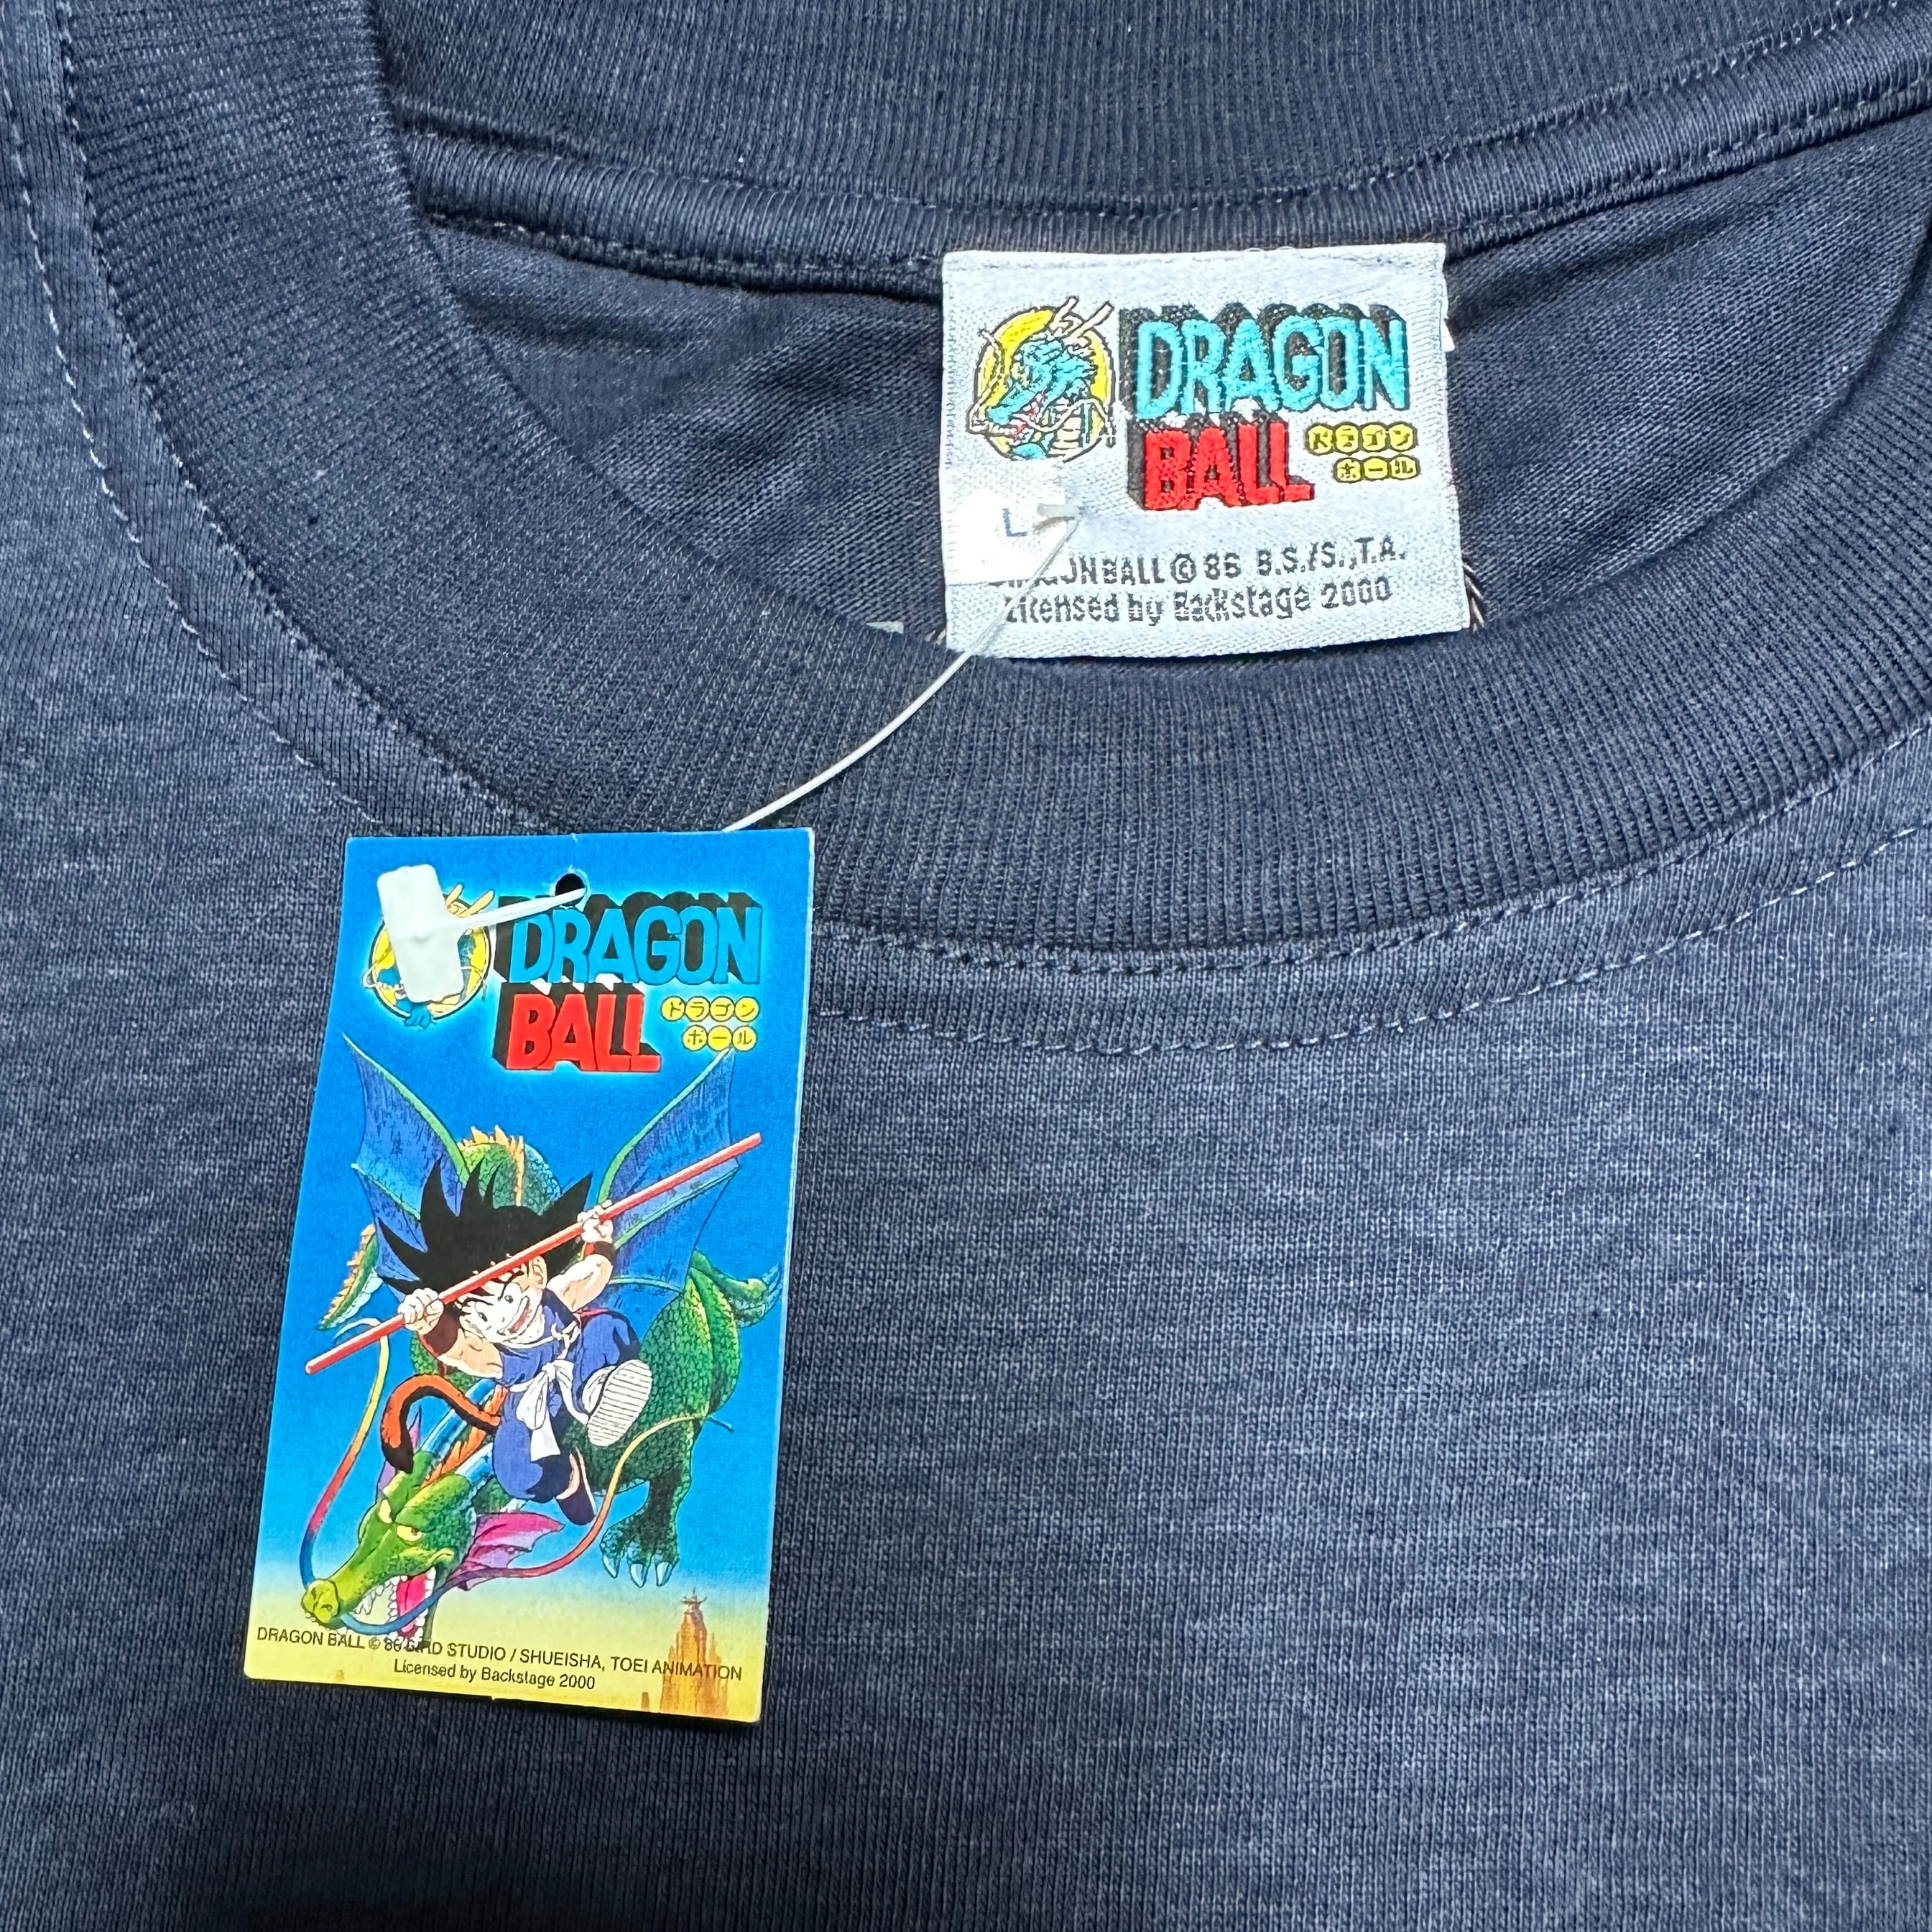 DRAGON
BALL
ドラゴン
ボール
L
BALL © 86 B.S./S.,T.A.
Licensed by Backstage 2000
DRAGON
BALL
ドラゴン
ボール
DRAGON BALL © 86 BIRD STUDIO / SHUEISHA, TOEI ANIMATION
Licensed by Backstage 2000